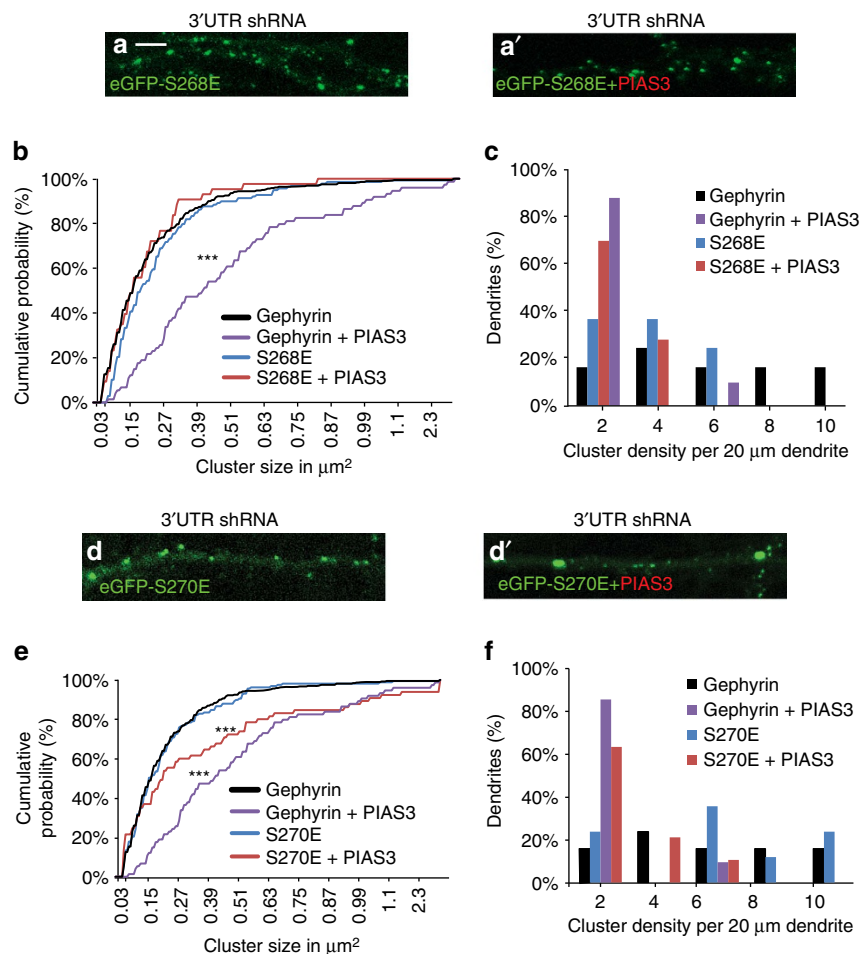 3′UTR shRNA
3′UTR shRNA
a
eGFP-S268E
a′
eGFP-S268E+PIAS3
b
100%
80%
60%
40%
20%
0%
Cumulative probability (%)
***
Gephyrin
Gephyrin + PIAS3
S268E
S268E + PIAS3
0.03
0.15
0.27
0.39
0.51
0.63
0.75
0.87
0.99
1.1
2.3
Cluster size in μm²
c
100%
80%
60%
40%
20%
0%
Dendrites (%)
Gephyrin
Gephyrin + PIAS3
S268E
S268E + PIAS3
2 4 6 8 10
Cluster density per 20 μm dendrite
3′UTR shRNA
3′UTR shRNA
d
eGFP-S270E
d′
eGFP-S270E+PIAS3
e
100%
80%
60%
40%
20%
0%
Cumulative
probability (%)
***
***
Gephyrin
Gephyrin + PIAS3
S270E
S270E + PIAS3
0.03
0.15
0.27
0.39
0.51
0.63
0.75
0.87
0.99
1.1
2.3
Cluster size in μm²
f
100%
80%
60%
40%
20%
0%
Dendrites (%)
Gephyrin
Gephyrin + PIAS3
S270E
S270E + PIAS3
2 4 6 8 10
Cluster density per 20 μm dendrite